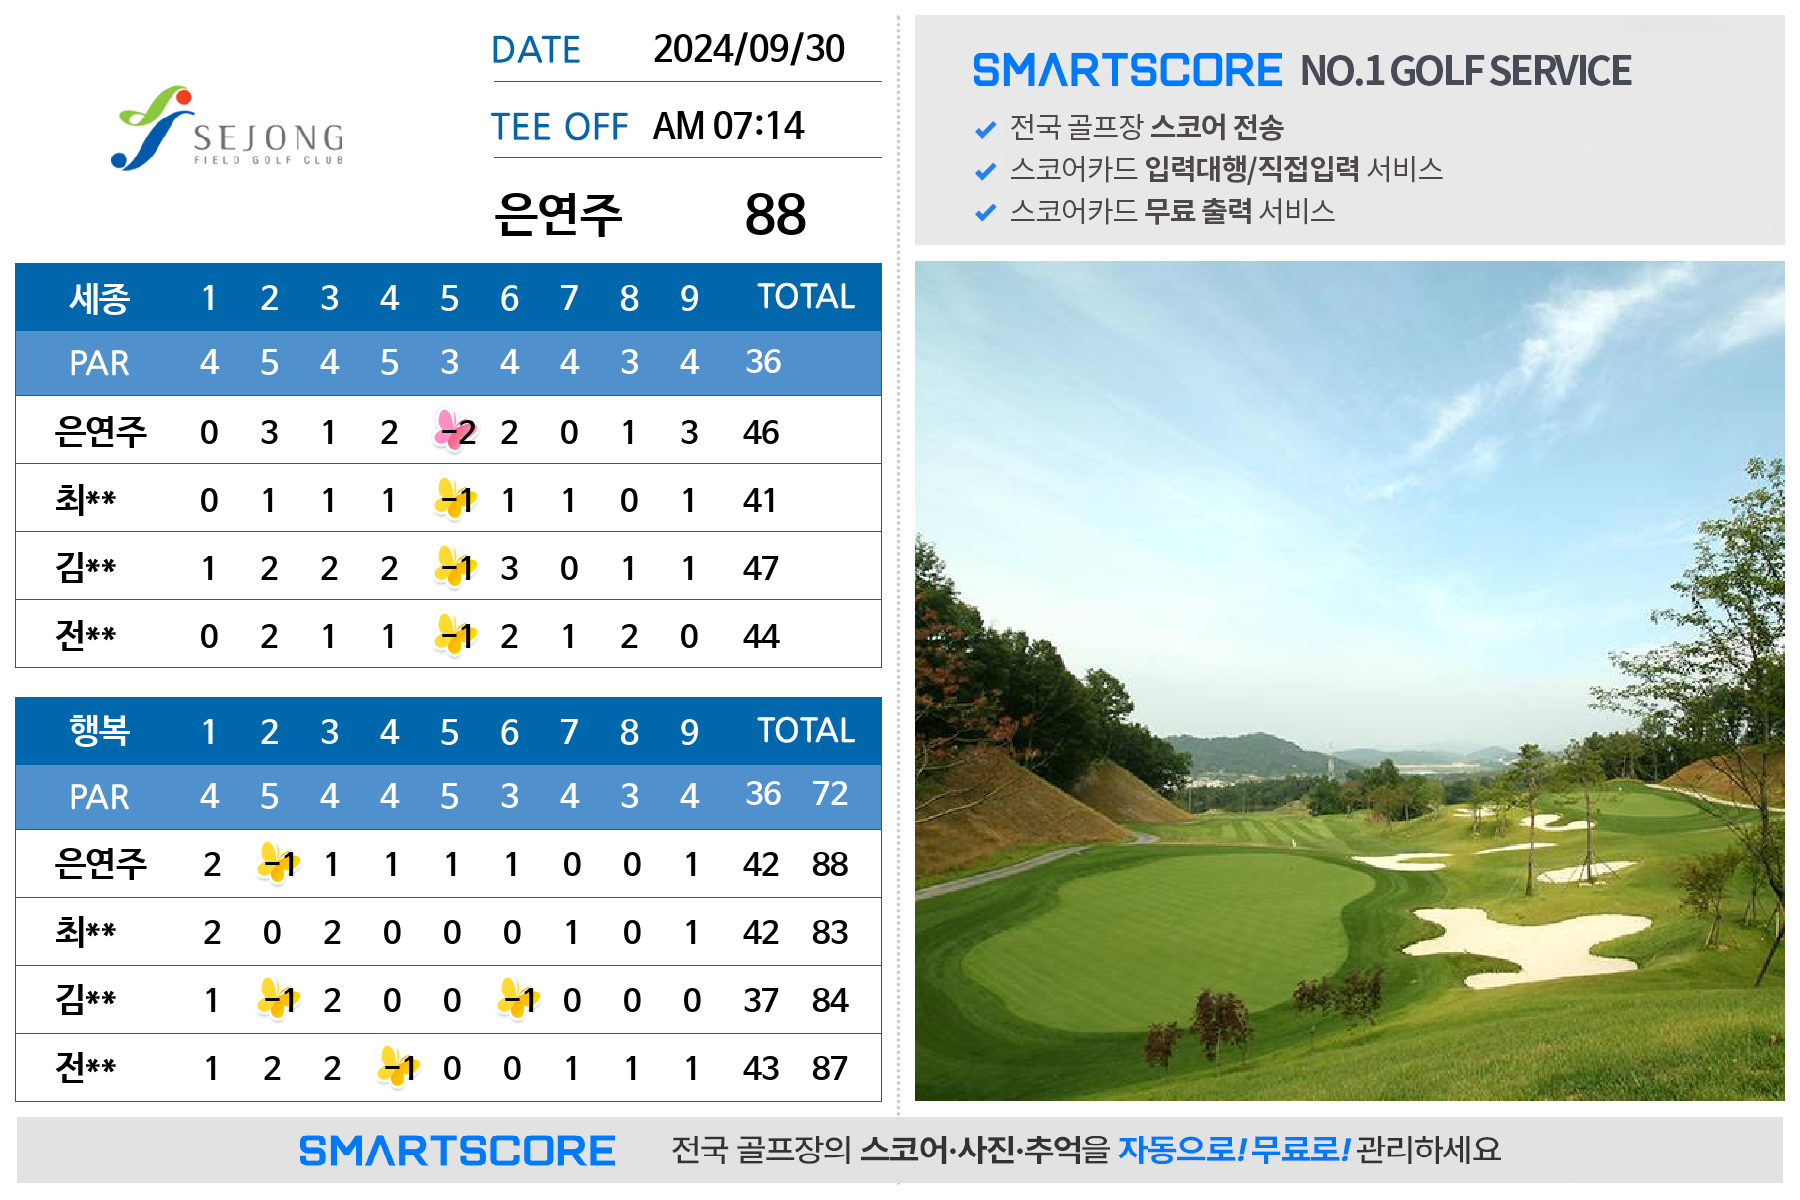 SEJONG
FIELD GOLF CLUB
DATE 2024/09/30
TEE OFF AM 07:14
은연주 88
세종 1 2 3 4 5 6 7 8 9 TOTAL
PAR 4 5 4 5 3 4 4 3 4 36
은연주 0 3 1 2 -2 2 0 1 3 46
최** 0 1 1 1 -1 1 1 0 1 41
김** 1 2 2 2 -1 3 0 1 1 47
전** 0 2 1 1 -1 2 1 2 0 44
행복 1 2 3 4 5 6 7 8 9 TOTAL
PAR 4 5 4 4 5 3 4 3 4 36 72
은연주 2 -1 1 1 1 1 0 0 1 42 88
최** 2 0 2 0 0 0 1 0 1 42 83
김** 1 -1 2 0 0 -1 0 0 0 37 84
전** 1 2 2 -1 0 0 1 1 1 43 87
SMARTSCORE NO.1 GOLF SERVICE
전국 골프장 스코어 전송
스코어카드 입력대행/직접입력 서비스
스코어카드 무료 출력 서비스
SMARTSCORE 전국 골프장의 스코어·사진·추억을 자동으로! 무료로! 관리하세요